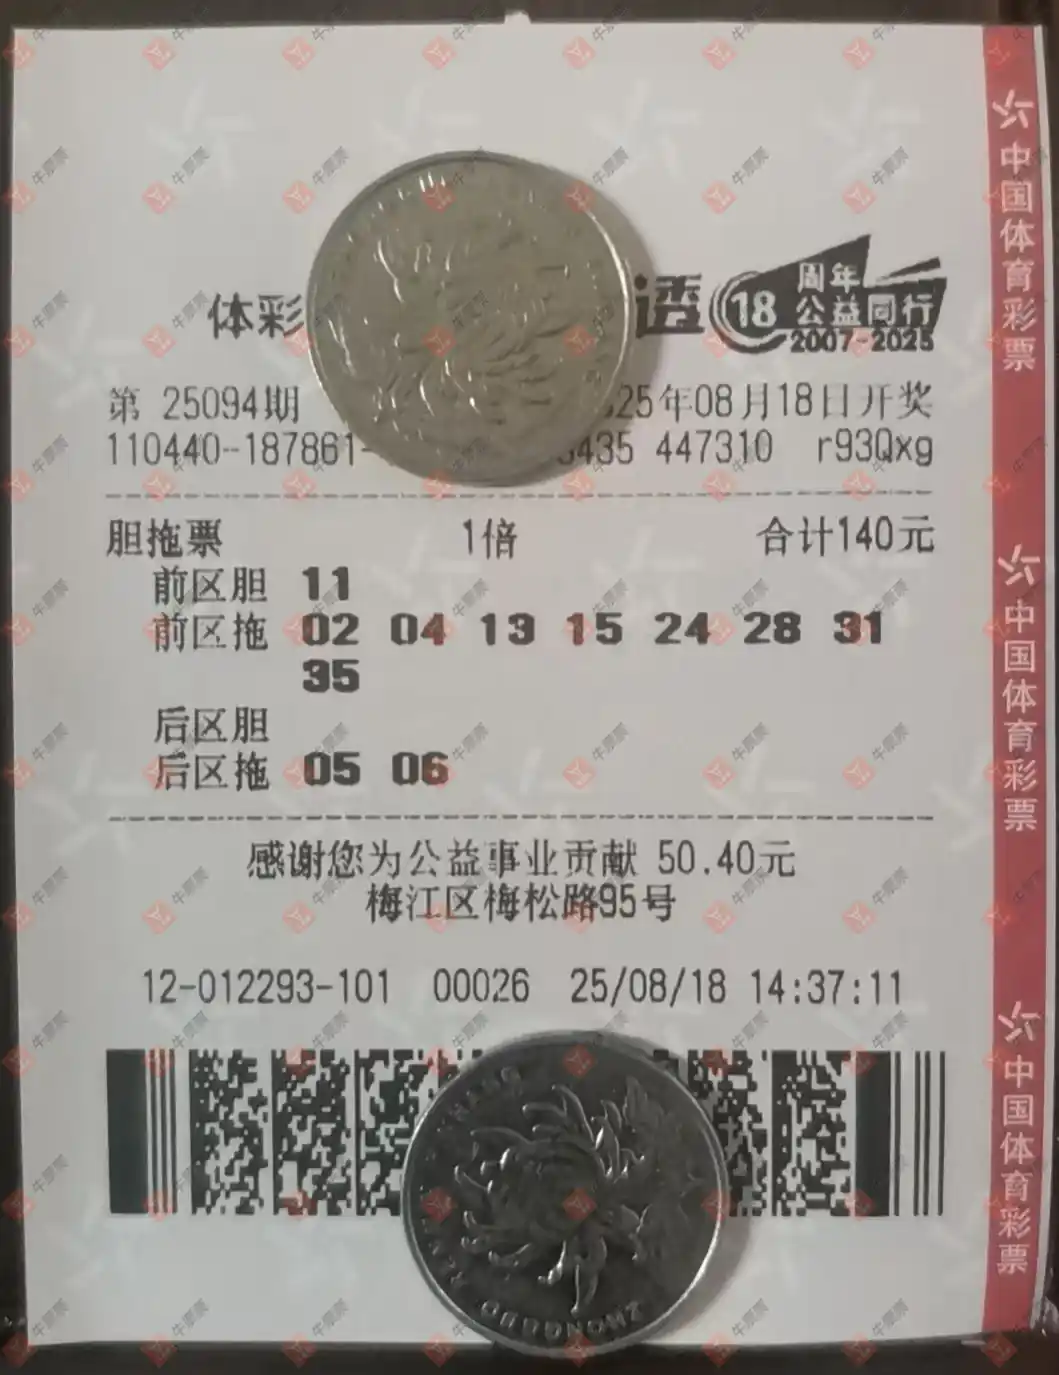 体彩 透 18 周年
公益同行
2007-2025
第 25094期 25年08月18日开奖
110440-187861- 3435 447310 r93Qxg
胆拖票 1倍 合计140元
前区胆 11
前区拖 02 04 13 15 24 28 31
35
后区胆
后区拖 05 06
感谢您为公益事业贡献 50.40元
梅江区梅松路95号
12-012293-101 00026 25/08/18 14:37:11
ZHONGGUO
中国体育彩票
中国体育彩票
中国体育彩票
牛票票